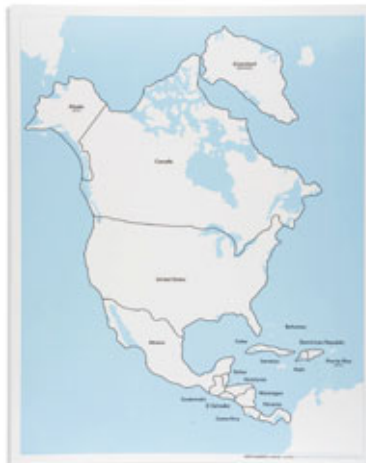 Greenland
Alaska
Canada
United States
Mexico
Bahamas
Cuba
Dominican Republic
Jamaica
Haiti
Puerto Rico
Belize
Honduras
Guatemala
Nicaragua
El Salvador
Panama
Costa Rica